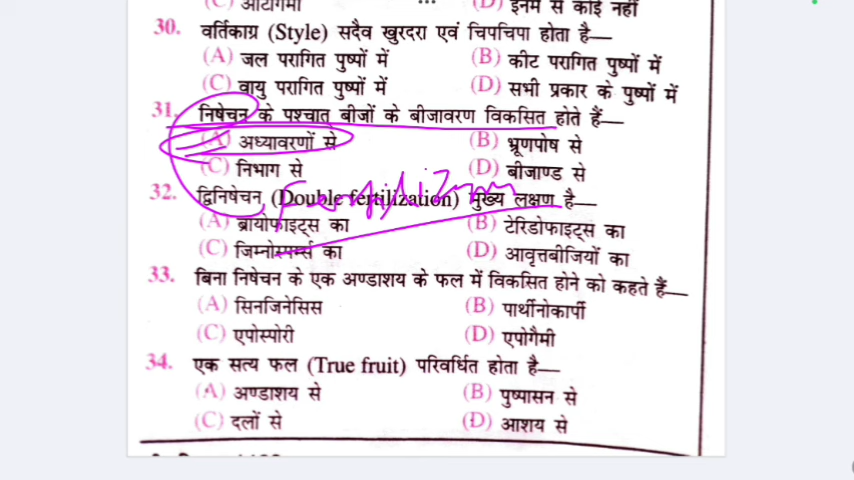 (C) ऑटोगैमी ... (D) इनमें से कोई नहीं
30. वर्तिकाग्र (Style) सदैव खुरदरा एवं चिपचिपा होता है—
(A) जल परागित पुष्पों में (B) कीट परागित पुष्पों में
(C) वायु परागित पुष्पों में (D) सभी प्रकार के पुष्पों में
31. निषेचन के पश्चात बीजों के बीजावरण विकसित होते हैं—
(A) अध्यावरणों से (B) भ्रूणपोष से
(C) निभाग से (D) बीजाण्ड से
32. द्विनिषेचन (Double fertilization) मुख्य लक्षण है—
(A) ब्रायोफाइट्स का (B) टेरिडोफाइट्स का
(C) जिम्नोस्पर्म्स का (D) आवृत्तबीजियों का
33. बिना निषेचन के एक अण्डाशय के फल में विकसित होने को कहते हैं—
(A) सिनजिनेसिस (B) पार्थीनोकार्पी
(C) एपोस्पोरी (D) एपोगैमी
34. एक सत्य फल (True fruit) परिवर्धित होता है—
(A) अण्डाशय से (B) पुष्पासन से
(C) दलों से (D) आशय से